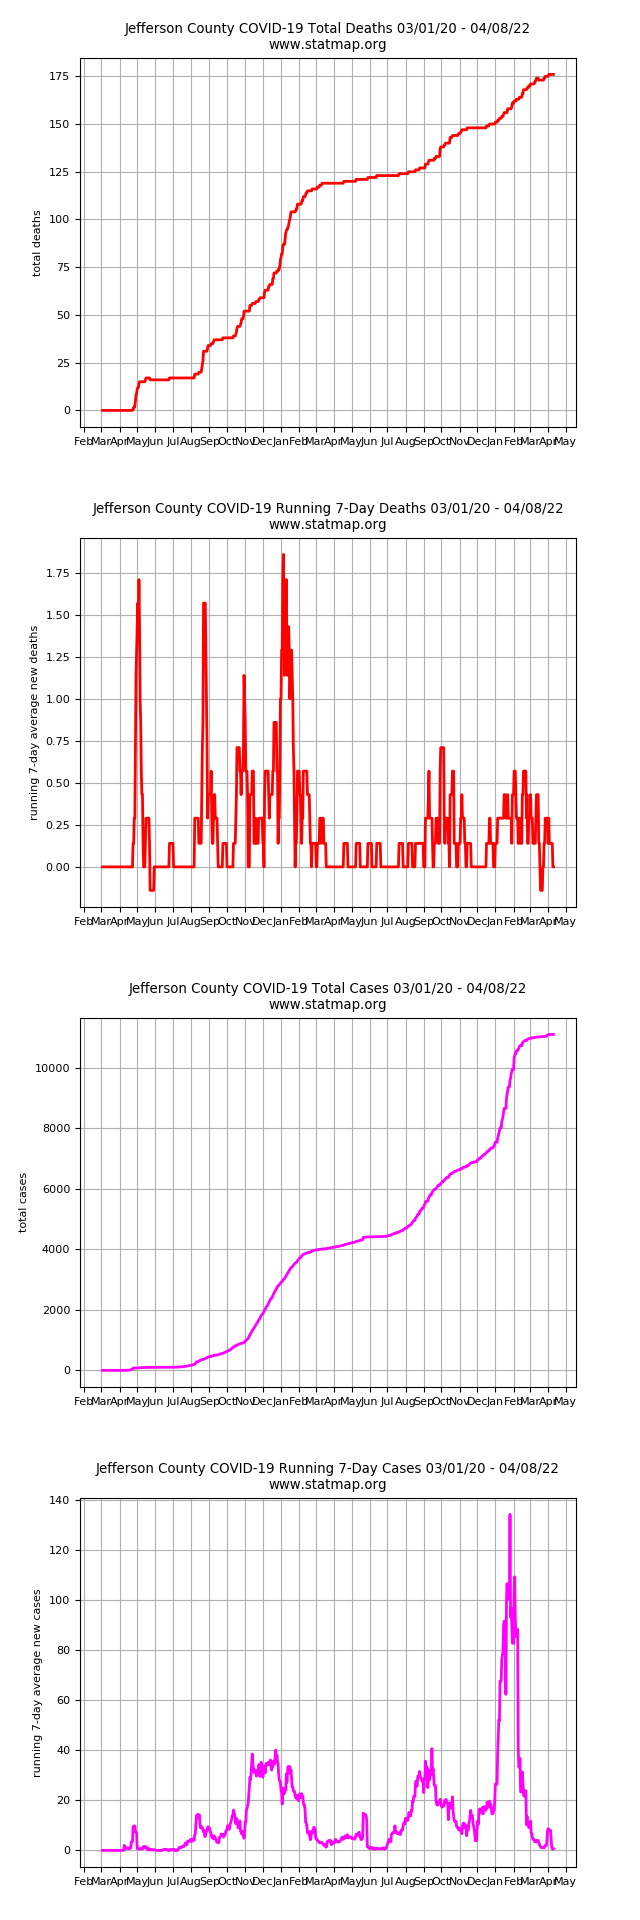 Jefferson County COVID-19 Total Deaths 03/01/20 - 04/08/22
www.statmap.org
175
150
125
100
75
50
25
0
total deaths
Feb Mar Apr May Jun Jul Aug Sep Oct Nov Dec Jan Feb Mar Apr May Jun Jul Aug Sep Oct Nov Dec Jan Feb Mar Apr May
Jefferson County COVID-19 Running 7-Day Deaths 03/01/20 - 04/08/22
www.statmap.org
1.75
1.50
1.25
1.00
0.75
0.50
0.25
0.00
running 7-day average new deaths
Feb Mar Apr May Jun Jul Aug Sep Oct Nov Dec Jan Feb Mar Apr May Jun Jul Aug Sep Oct Nov Dec Jan Feb Mar Apr May
Jefferson County COVID-19 Total Cases 03/01/20 - 04/08/22
www.statmap.org
10000
8000
6000
4000
2000
0
total cases
Feb Mar Apr May Jun Jul Aug Sep Oct Nov Dec Jan Feb Mar Apr May Jun Jul Aug Sep Oct Nov Dec Jan Feb Mar Apr May
Jefferson County COVID-19 Running 7-Day Cases 03/01/20 - 04/08/22
www.statmap.org
140
120
100
80
60
40
20
0
running 7-day average new cases
Feb Mar Apr May Jun Jul Aug Sep Oct Nov Dec Jan Feb Mar Apr May Jun Jul Aug Sep Oct Nov Dec Jan Feb Mar Apr May